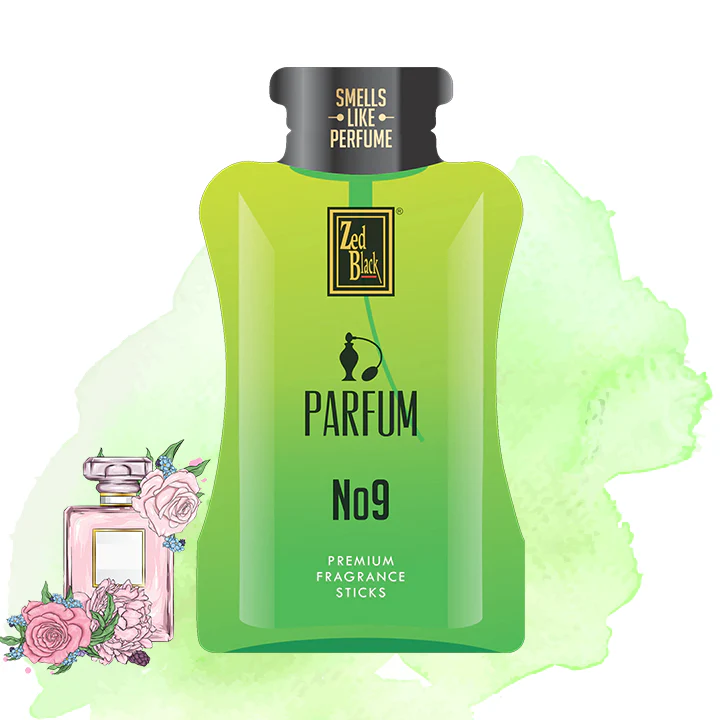 SMELLS
LIKE
PERFUME
Zed
Black
®
PARFUM
No9
PREMIUM
FRAGRANCE
STICKS